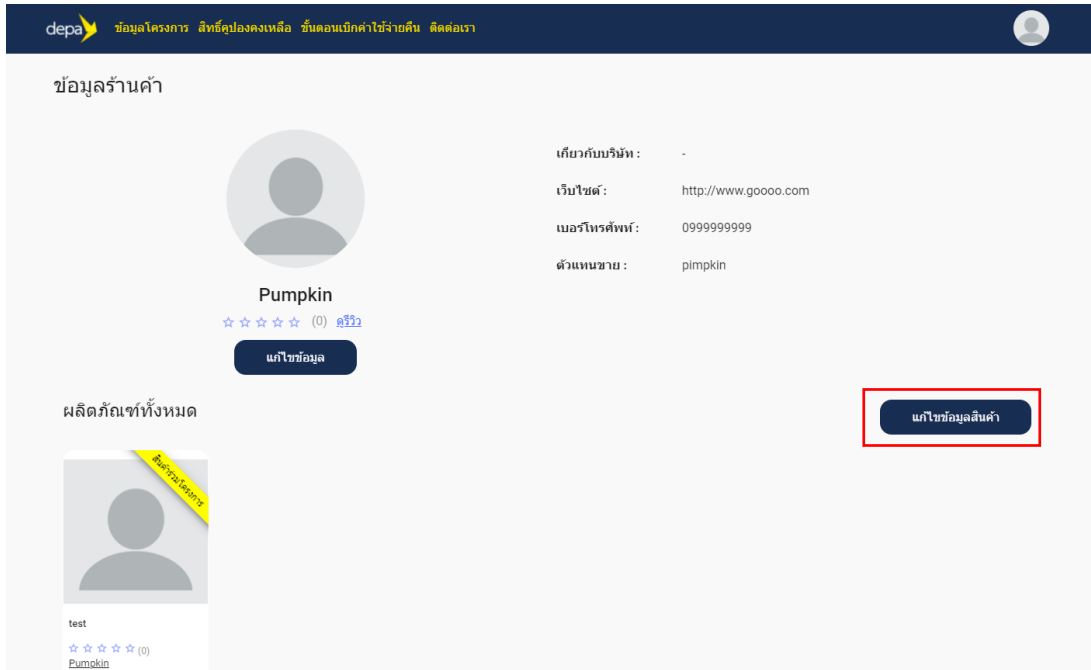 depa ข้อมูลโครงการ สิทธิ์คูปองคงเหลือ ขั้นตอนเบิกค่าใช้จ่ายคืน ติดต่อเรา
ข้อมูลร้านค้า
เกี่ยวกับบริษัท : -
เว็บไซต์ : http://www.goooo.com
เบอร์โทรศัพท์ : 0999999999
ตัวแทนขาย : pimpkin
Pumpkin
(0) ดูรีวิว
แก้ไขข้อมูล
ผลิตภัณฑ์ทั้งหมด
แก้ไขข้อมูลสินค้า
สินค้าร่วมโครงการ
test
(0)
Pumpkin